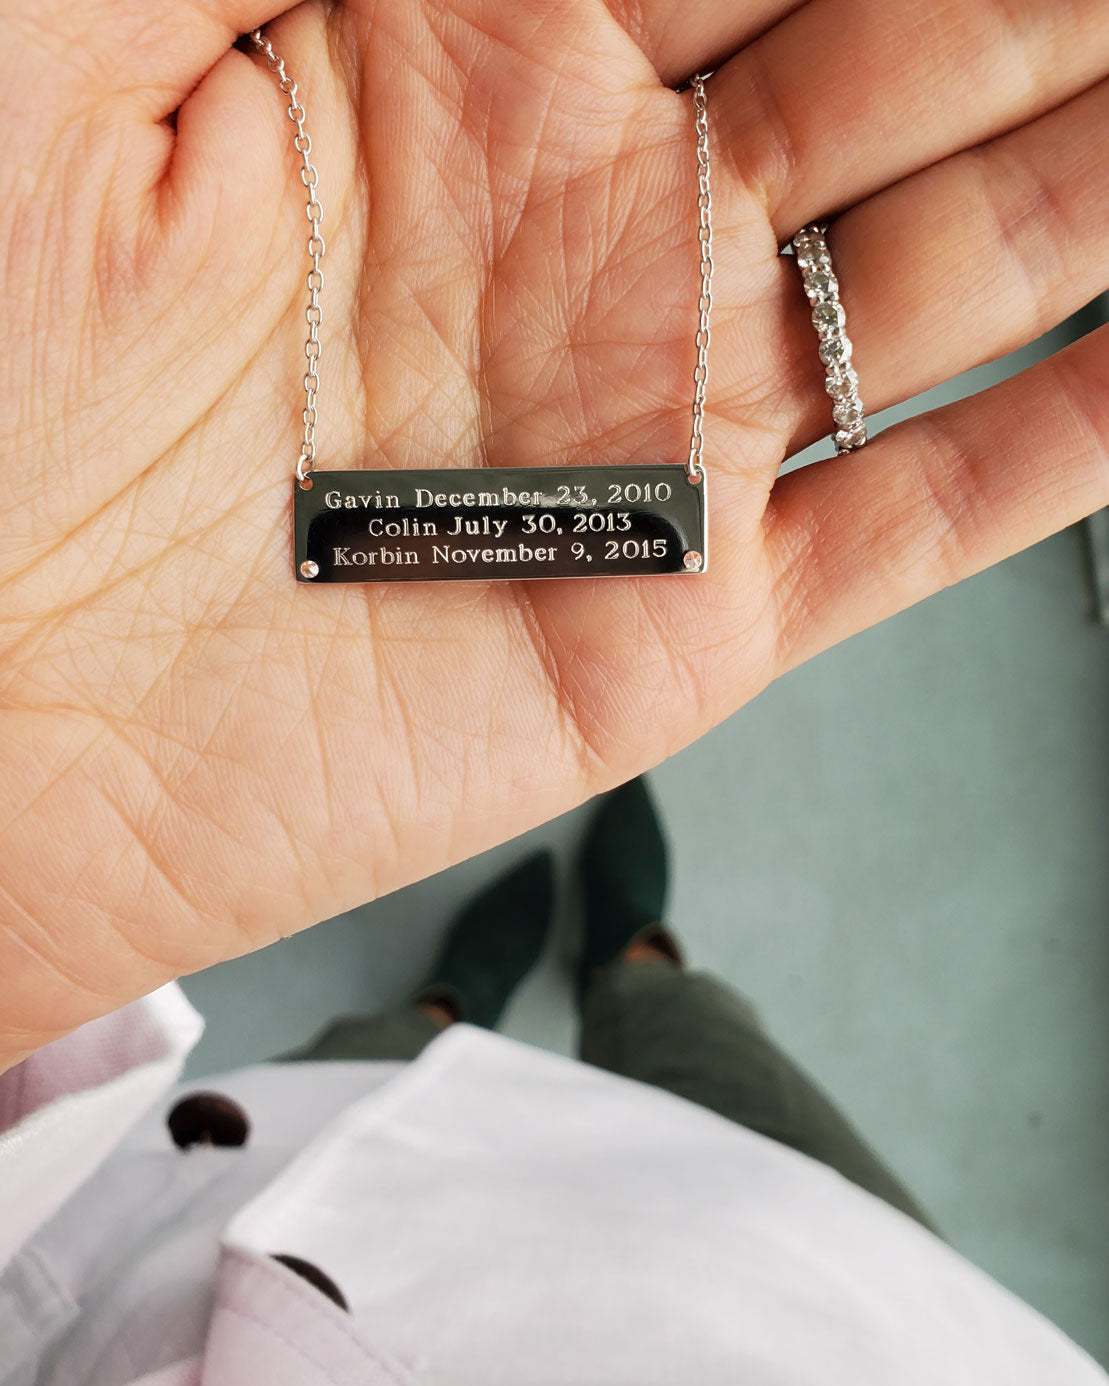 Gavin December 23, 2010
Colin July 30, 2013
Korbin November 9, 2015